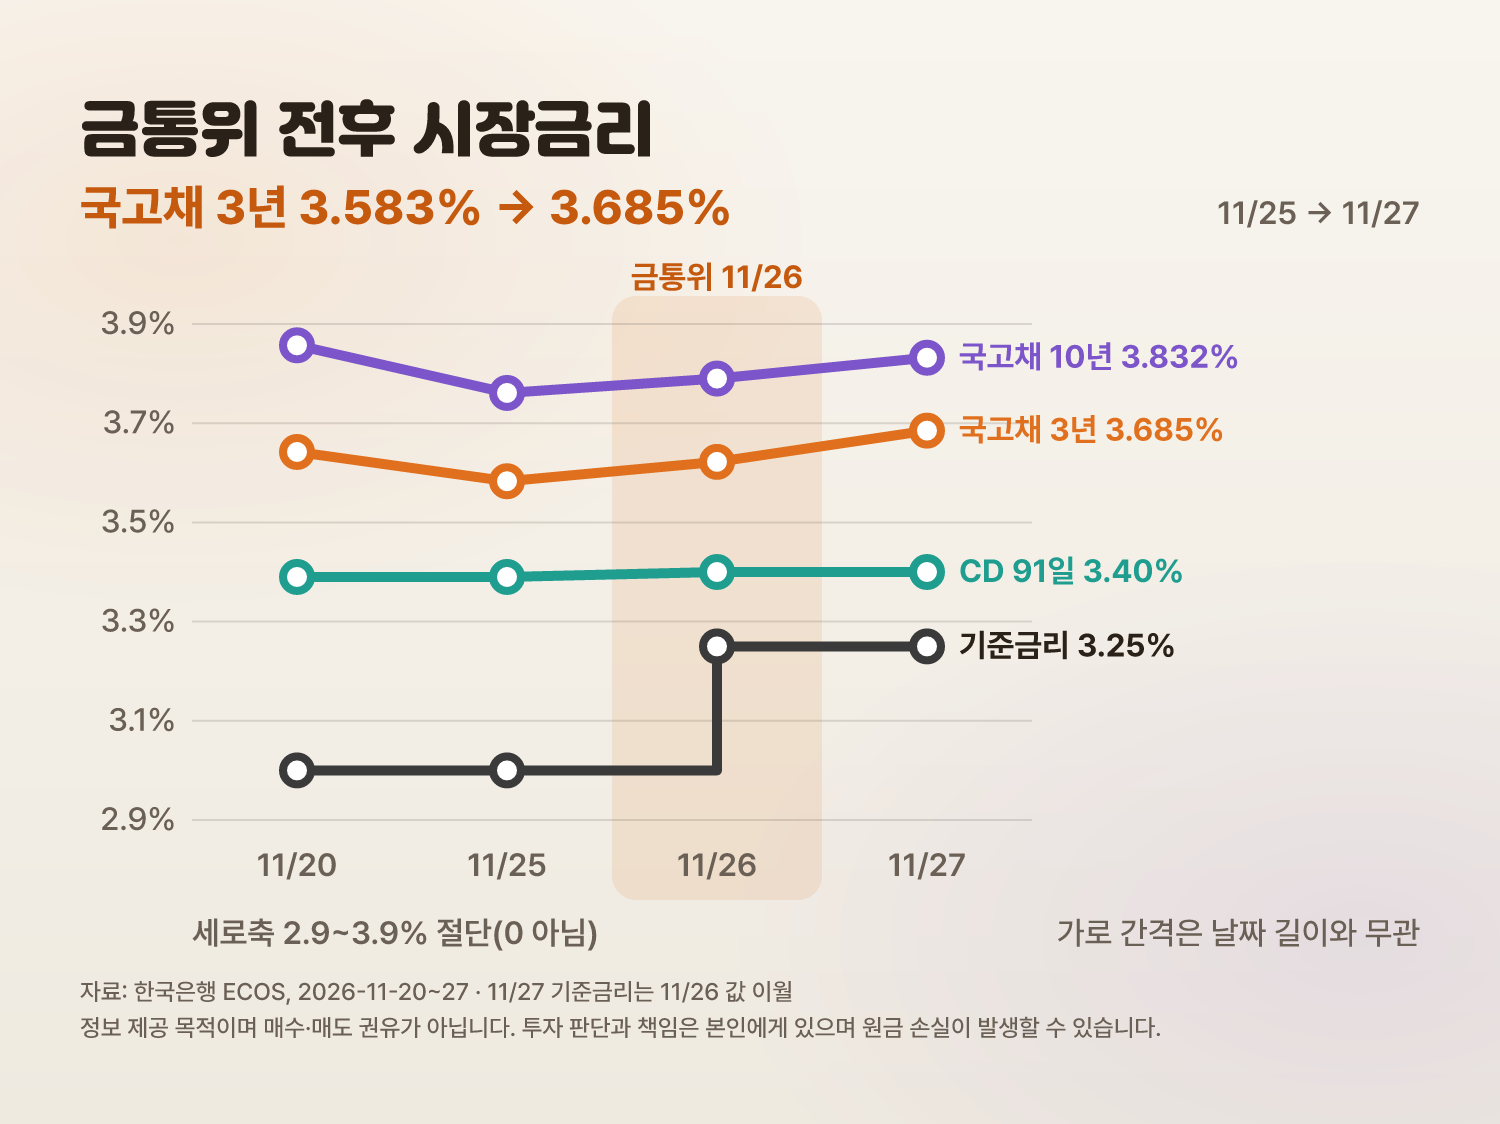 금통위 전후 시장금리
국고채 3년 3.583% → 3.685%
11/25 → 11/27
금통위 11/26
3.9%
국고채 10년 3.832%
3.7%
국고채 3년 3.685%
3.5%
CD 91일 3.40%
3.3%
기준금리 3.25%
3.1%
2.9%
11/20 11/25 11/26 11/27
세로축 2.9~3.9% 절단(0 아님)
가로 간격은 날짜 길이와 무관
자료: 한국은행 ECOS, 2026-11-20~27 · 11/27 기준금리는 11/26 값 이월
정보 제공 목적이며 매수·매도 권유가 아닙니다. 투자 판단과 책임은 본인에게 있으며 원금 손실이 발생할 수 있습니다.